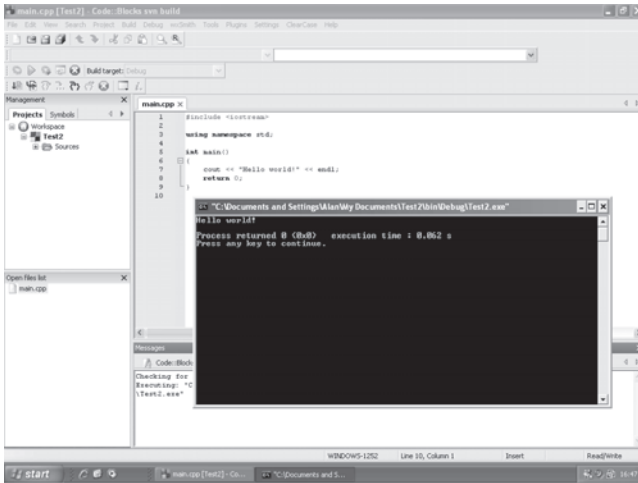 main.cpp [Test2] - Code::Blocks svn build
File Edit View Search Project Build Debug wxSmith Tools Plugins Settings ClearCase Help
Build target: Debug
Management
Projects Symbols
Workspace
Test2
Sources
Open files list
main.cpp
main.cpp
1 #include <iostream>
2
3 using namespace std;
4
5 int main()
6 {
7 cout << "Hello world!" << endl;
8 return 0;
9 }
10
"C:\Documents and Settings\Alan\My Documents\Test2\bin\Debug\Test2.exe"
Hello world!
Process returned 0 (0x0) execution time : 0.062 s
Press any key to continue.
Messages
Code::Block
Checking for
Executing: "C
\Test2.exe"
WINDOWS-1252 Line 10, Column 1 Insert Read/Write
start main.cpp [Test2] - Co... "C:\Documents and S... 16:47